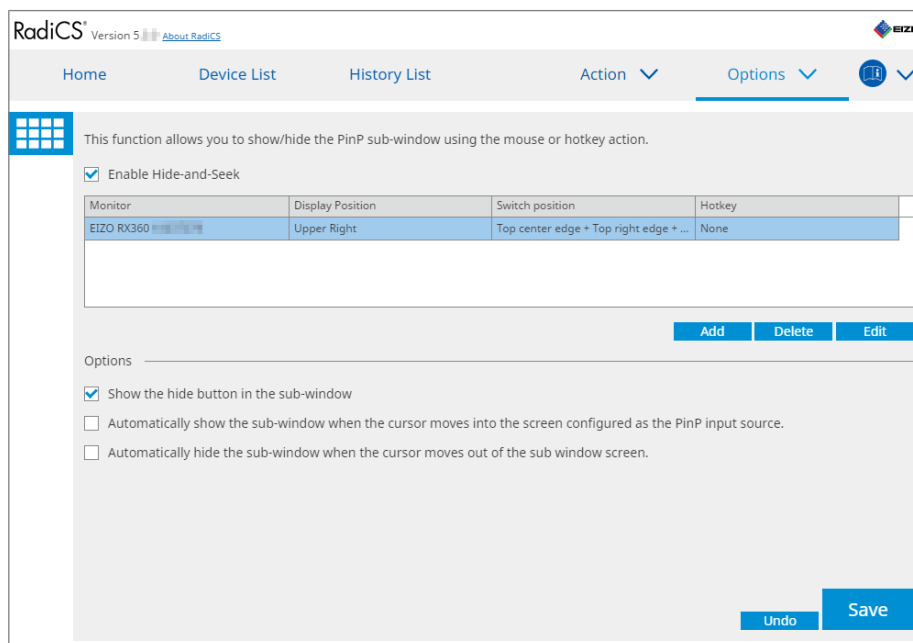 RadiCS® Version 5. About RadiCS EIZ
Home Device List History List Action Options
This function allows you to show/hide the PinP sub-window using the mouse or hotkey action.
Enable Hide-and-Seek
Monitor Display Position Switch position Hotkey
EIZO RX360 Upper Right Top center edge + Top right edge + ... None
Add Delete Edit
Options
Show the hide button in the sub-window
Automatically show the sub-window when the cursor moves into the screen configured as the PinP input source.
Automatically hide the sub-window when the cursor moves out of the sub window screen.
Undo Save